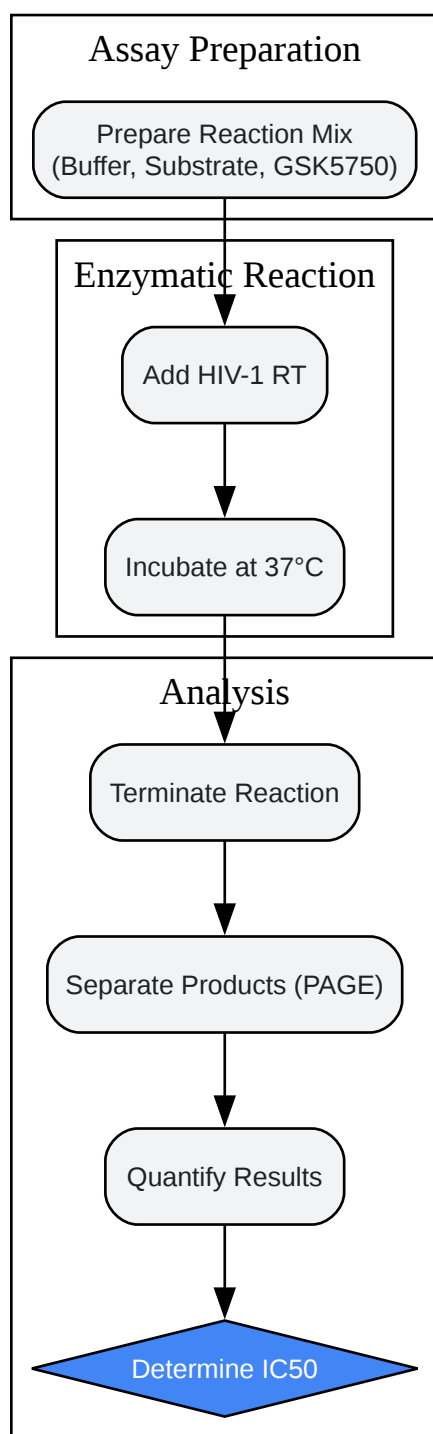 Assay Preparation
Prepare Reaction Mix
(Buffer, Substrate, GSK5750)
Enzymatic Reaction
Add HIV-1 RT
Incubate at 37°C
Analysis
Terminate Reaction
Separate Products (PAGE)
Quantify Results
Determine IC50